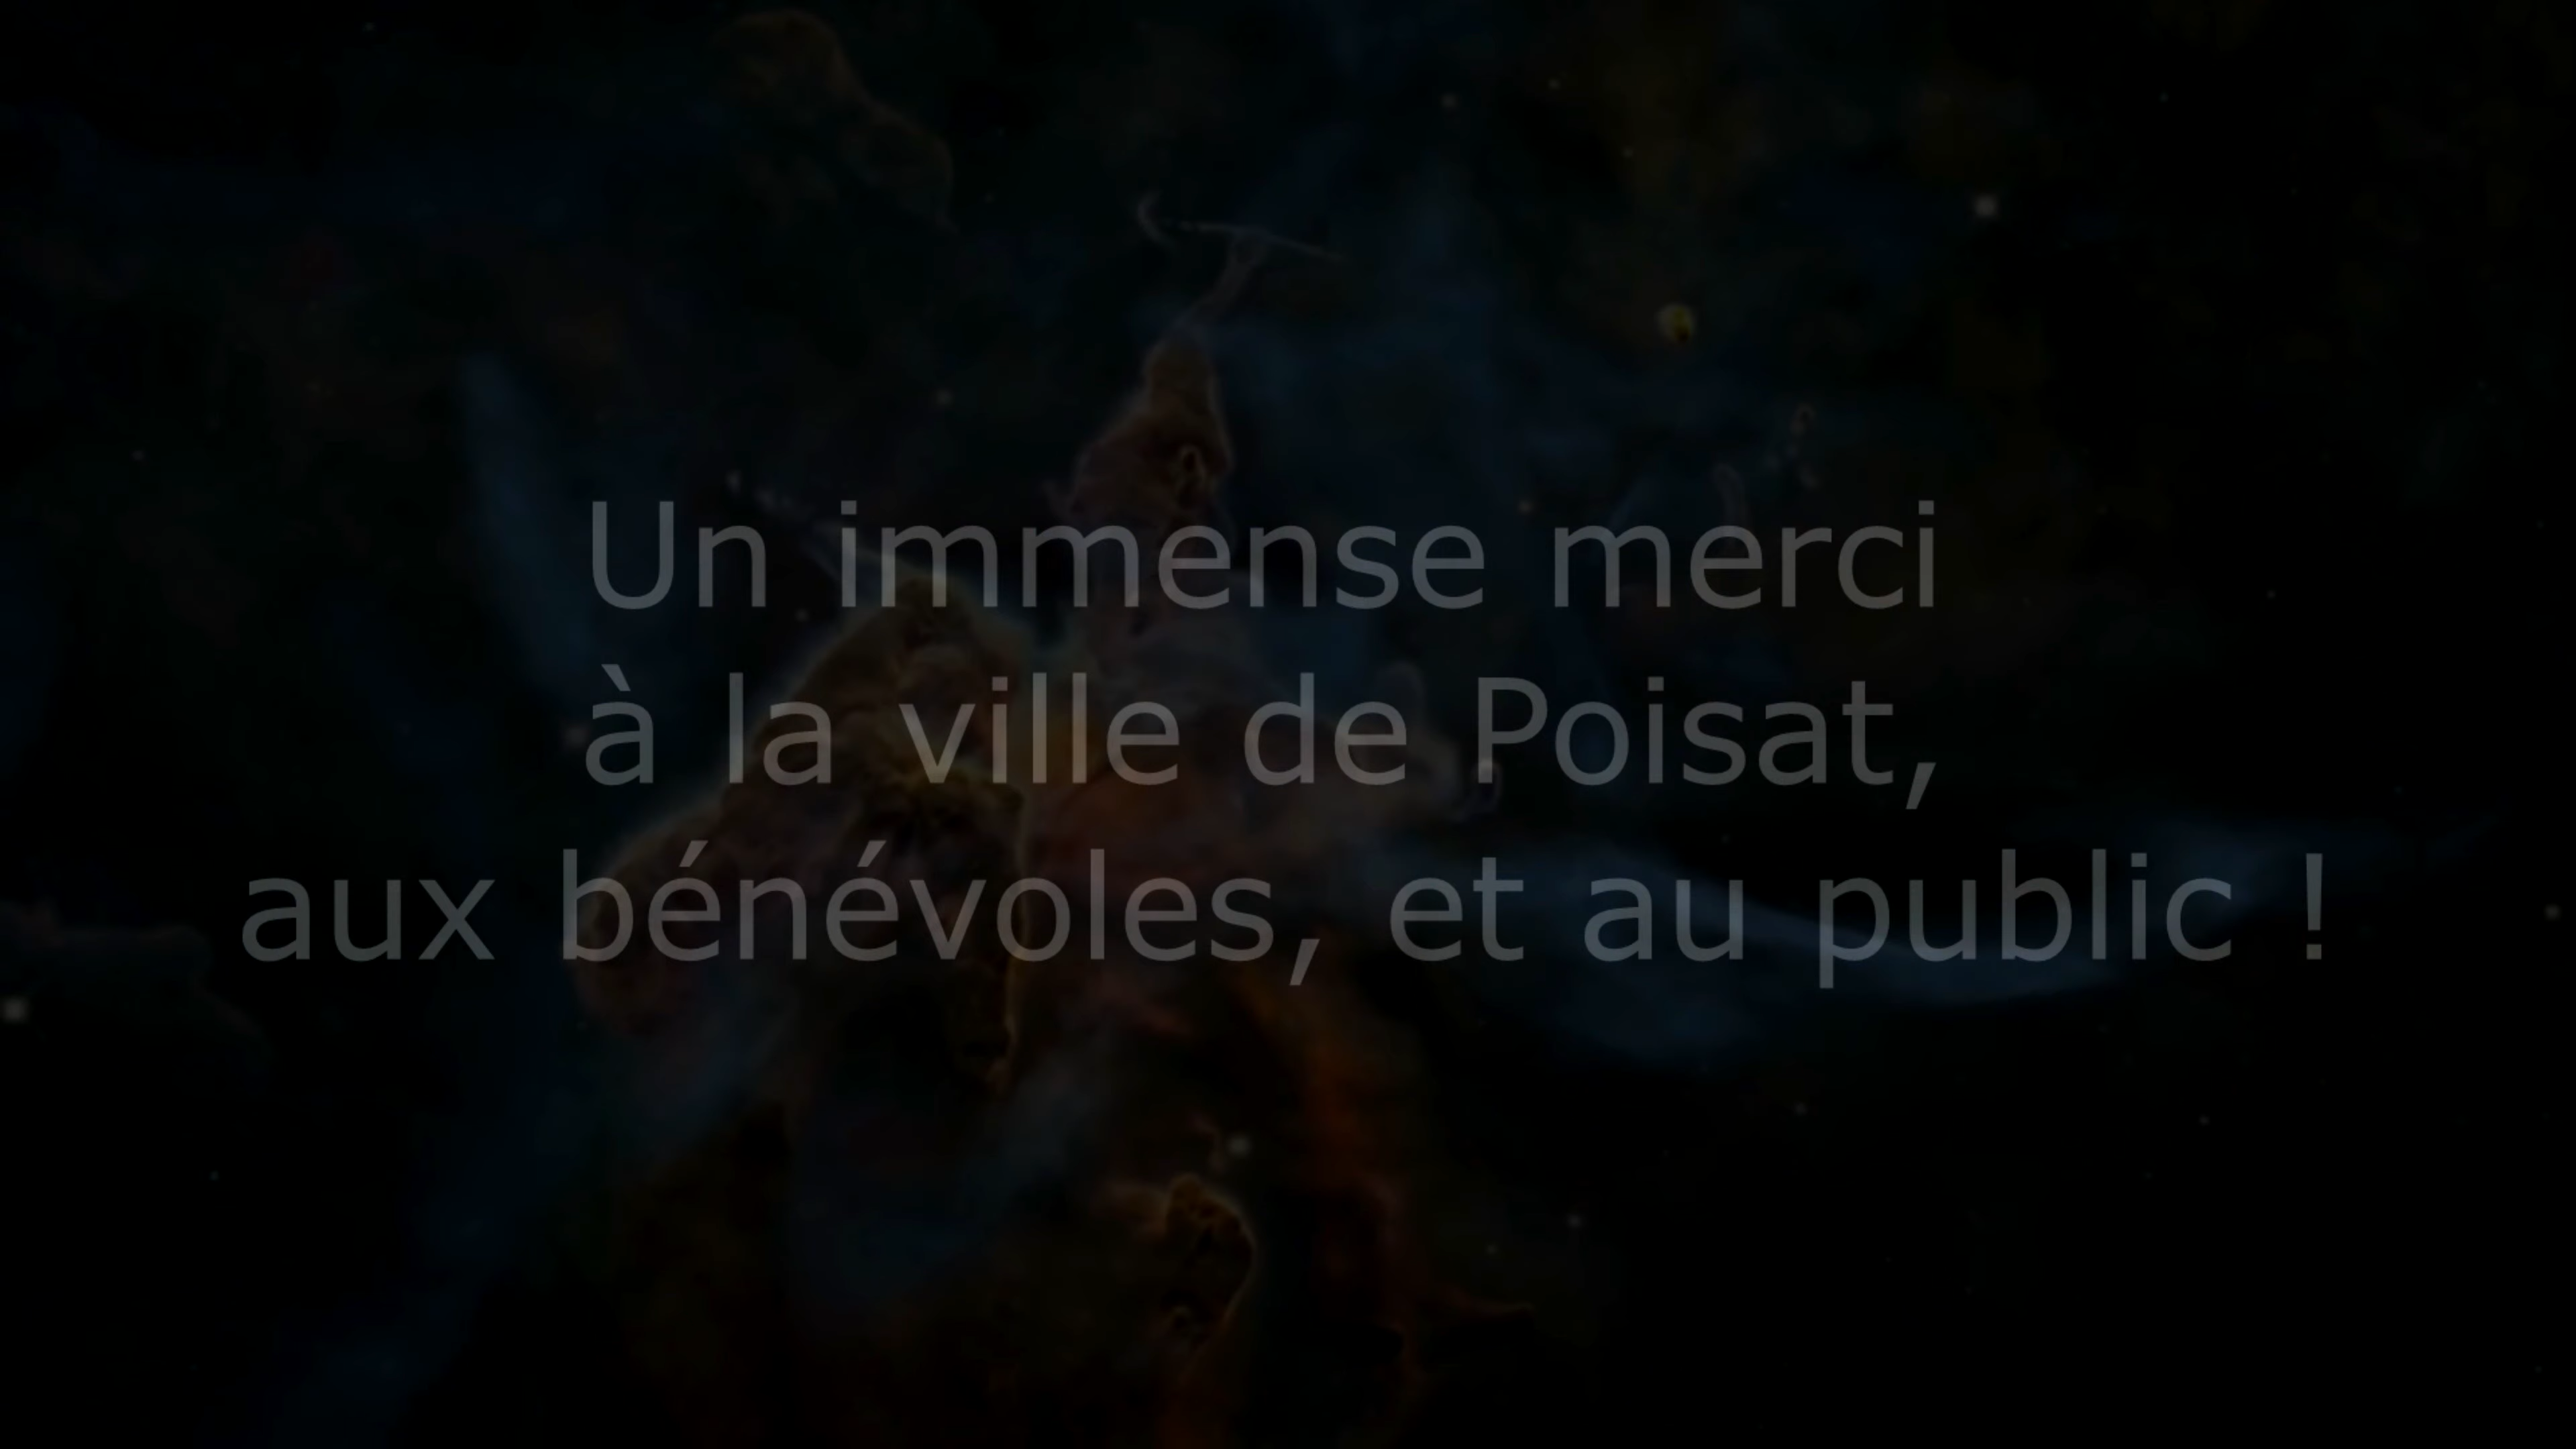 Un immense merci
à la ville de Poisat,
aux bénévoles, et au public !